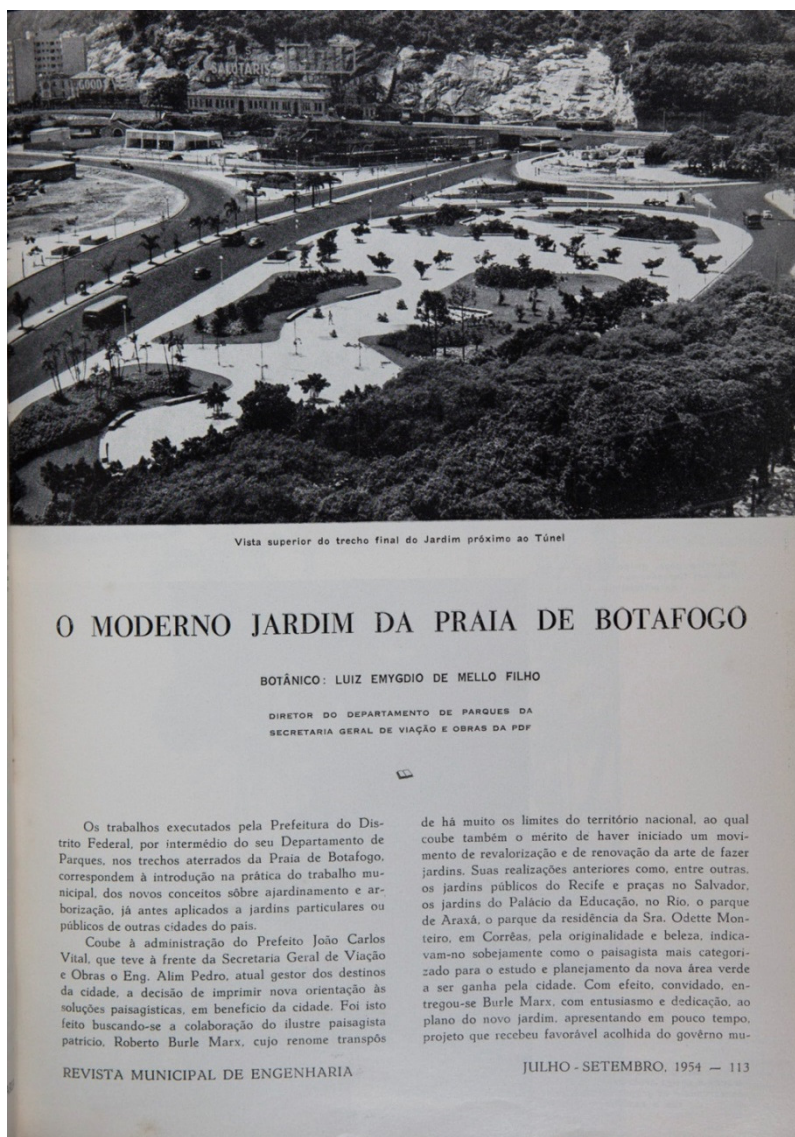 SALUTARIS
GOOD
Vista superior do trecho final do Jardim próximo ao Túnel
O MODERNO JARDIM DA PRAIA DE BOTAFOGO
BOTÂNICO: LUIZ EMYGDIO DE MELLO FILHO
DIRETOR DO DEPARTAMENTO DE PARQUES DA
SECRETARIA GERAL DE VIAÇÃO E OBRAS DA PDF
Os trabalhos executados pela Prefeitura do Dis-
trito Federal, por intermédio do seu Departamento de
Parques, nos trechos aterrados da Praia de Botafogo,
correspondem à introdução na prática do trabalho mu-
nicipal, dos novos conceitos sôbre ajardinamento e ar-
borização, já antes aplicados a jardins particulares ou
públicos de outras cidades do país.
Coube à administração do Prefeito João Carlos
Vital, que teve à frente da Secretaria Geral de Viação
e Obras o Eng. Alim Pedro, atual gestor dos destinos
da cidade, a decisão de imprimir nova orientação às
soluções paisagísticas, em benefício da cidade. Foi isto
feito buscando-se a colaboração do ilustre paisagista
patrício, Roberto Burle Marx, cujo renome transpôs
de há muito os limites do território nacional, ao qual
coube também o mérito de haver iniciado um movi-
mento de revalorização e de renovação da arte de fazer
jardins. Suas realizações anteriores como, entre outras,
os jardins públicos do Recife e praças no Salvador,
os jardins do Palácio da Educação, no Rio, o parque
de Araxá, o parque da residência da Sra. Odette Mon-
teiro, em Corrêas, pela originalidade e beleza, indica-
vam-no sobejamente como o paisagista mais categori-
zado para o estudo e planejamento da nova área verde
a ser ganha pela cidade. Com efeito, convidado, en-
tregou-se Burle Marx, com entusiasmo e dedicação, ao
plano do novo jardim, apresentando em pouco tempo,
projeto que recebeu favorável acolhida do govêrno mu-
REVISTA MUNICIPAL DE ENGENHARIA
JULHO - SETEMBRO, 1954 — 113